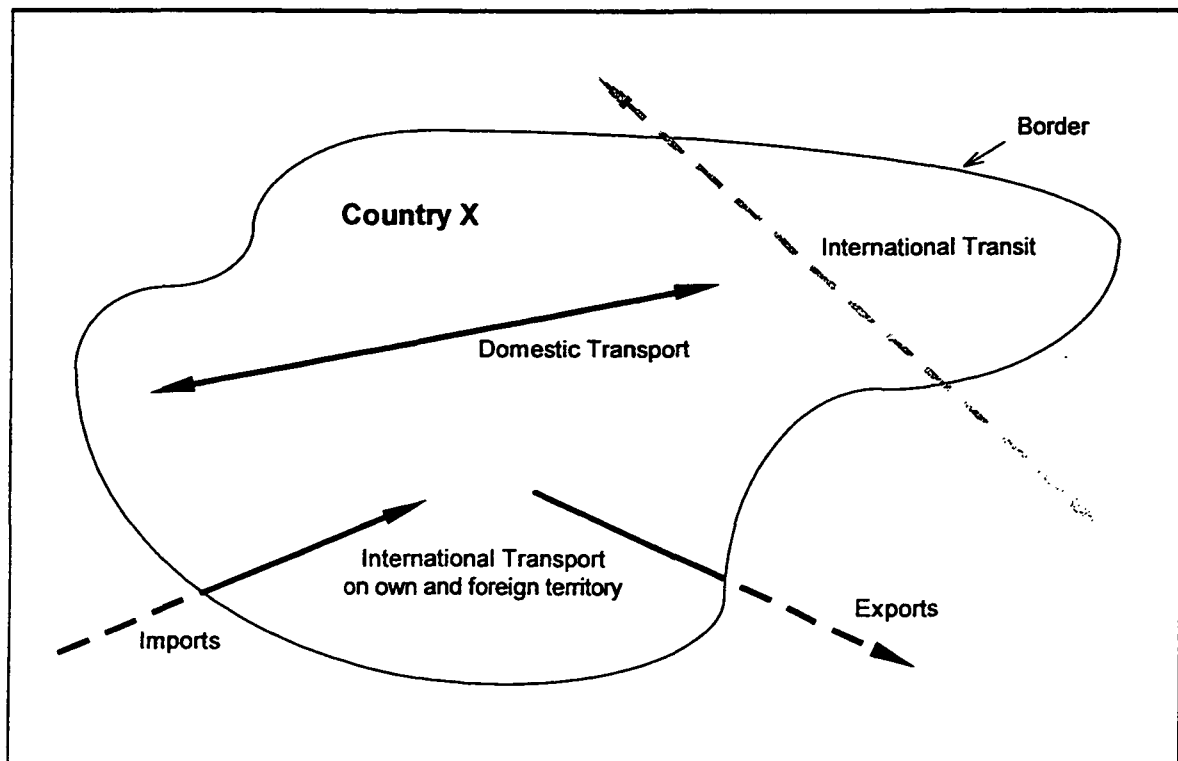 Border
Country X
International Transit
Domestic Transport
International Transport
on own and foreign territory
Exports
Imports